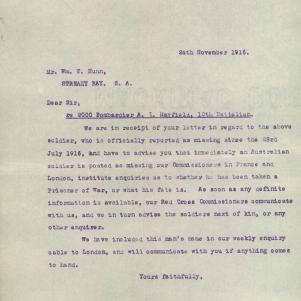 24th November 1916.
Mr. Wm. T. Nunn,
STREAKY BAY. S. A.
Dear Sir,
re 2000 Bombardier A. L. Hayfield, 10th Battalion.
We are in receipt of your letter in regard to the above
soldier, who is officially reported as missing since the 23rd
July 1916, and have to advise you that immediately an Australian
soldier is posted as missing our Commissioners in France and
London, institute enquiries as to whether he has been taken a
Prisoner of War, or what his fate is. As soon as any definite
information is available, our Red Cross Commissioners communicate
with us, and we in turn advise the soldiers next of kin, or any
other enquirer.
We have included this man's name in our weekly enquiry
cable to London, and will communicate with you if anything comes
to hand.
Yours faithfully,